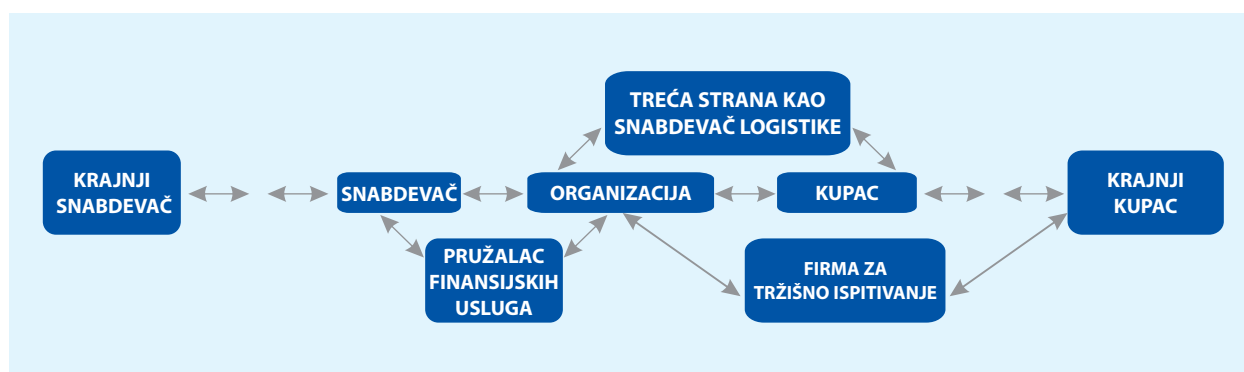 TREĆA STRANA KAO
SNABDEVAČ LOGISTIKE
KRAJNJI
SNABDEVAČ
SNABDEVAČ
ORGANIZACIJA
KUPAC
KRAJNJI
KUPAC
PRUŽALAC
FINANSIJSKIH
USLUGA
FIRMA ZA
TRŽIŠNO ISPITIVANJE